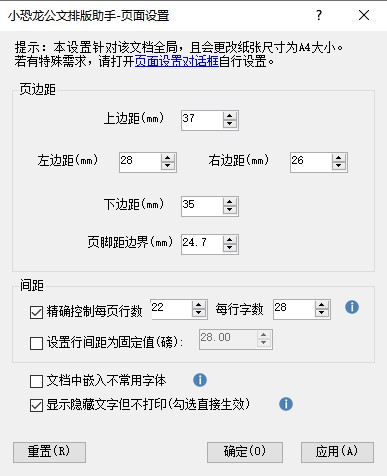 小恐龙公文排版助手-页面设置
提示：本设置针对该文档全局，且会更改纸张尺寸为A4大小。
若有特殊需求，请打开页面设置对话框自行设置。
页边距
上边距(mm) 37
左边距(mm) 28 右边距(mm) 26
下边距(mm) 35
页脚距边界(mm) 24.7
间距
精确控制每页行数 22 每行字数 28
设置行间距为固定值(磅)： 28.00
文档中嵌入不常用字体
显示隐藏文字但不打印(勾选直接生效)
重置(R) 确定(O) 应用(A)